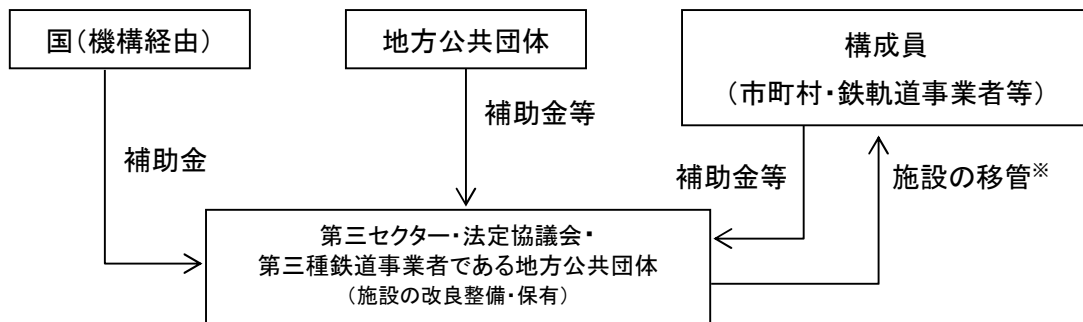 国（機構経由）
地方公共団体
構成員
（市町村・鉄軌道事業者等）
補助金
補助金等
補助金等
施設の移管※
第三セクター・法定協議会・
第三種鉄道事業者である地方公共団体
（施設の改良整備・保有）